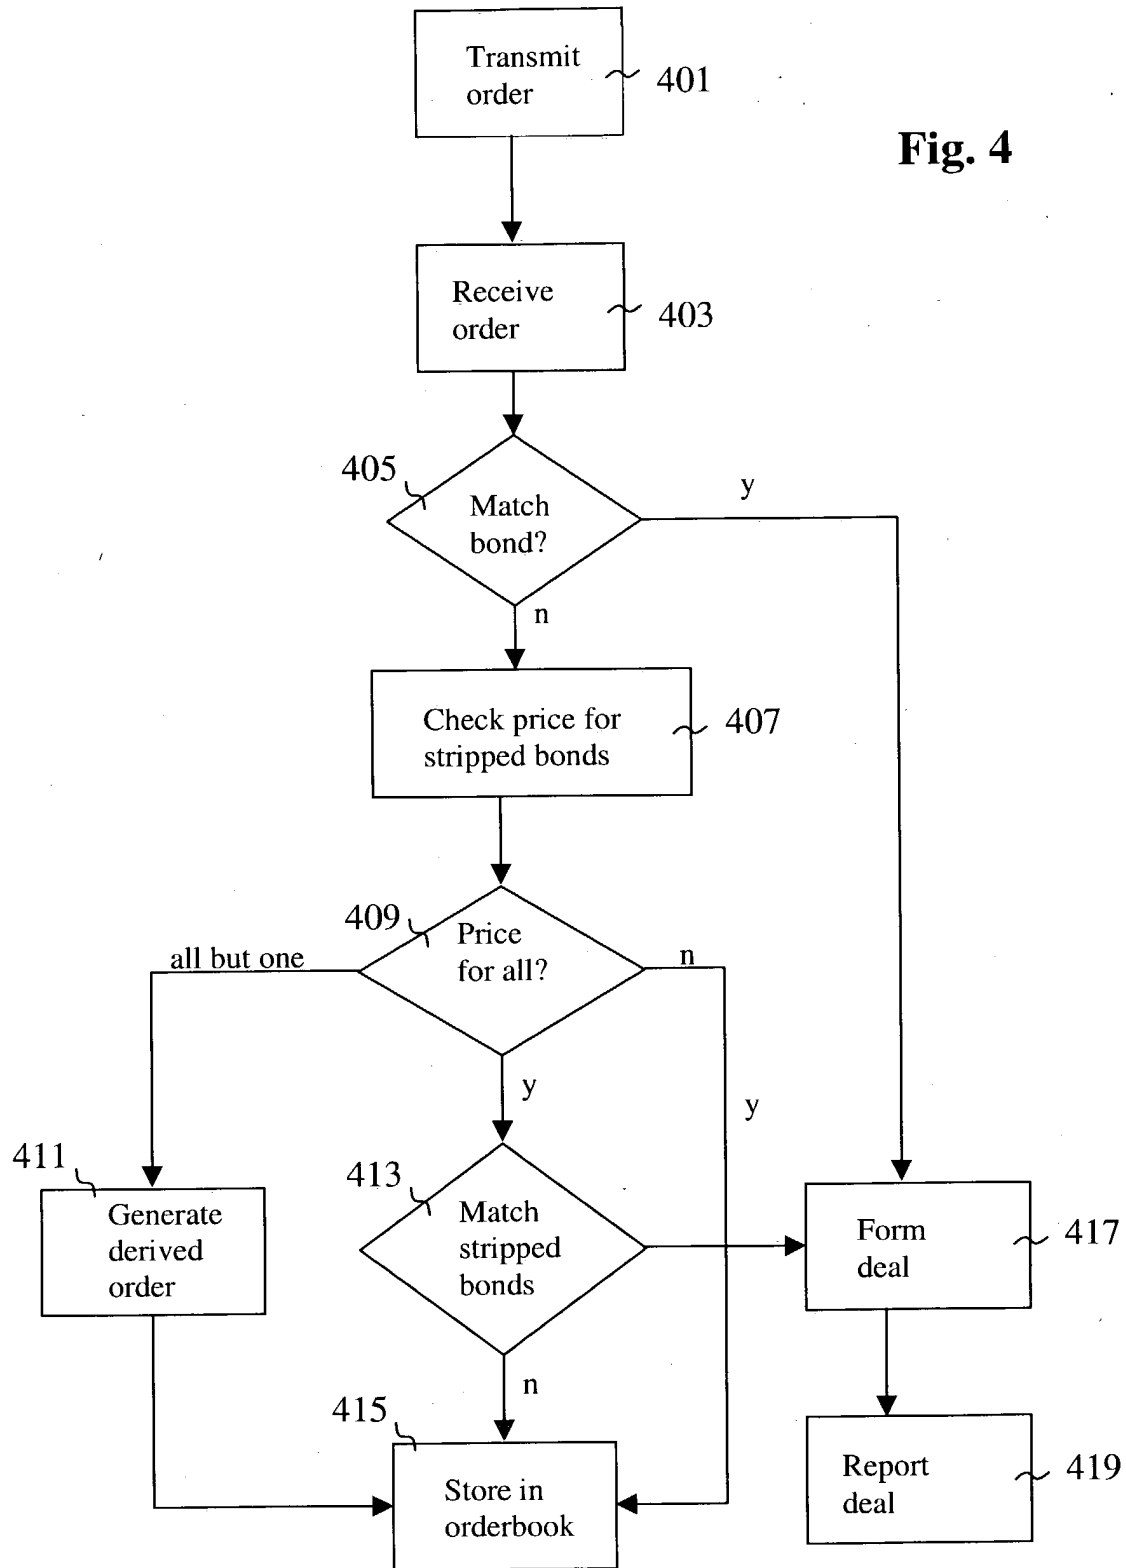 Transmit
order
401
Fig. 4
Receive
order
403
405
Match
bond?
y
n
Check price for
stripped bonds
407
409
Price
for all?
all but one
n
y
y
411
Generate
derived
order
413
Match
stripped
bonds
Form
deal
417
n
415
Store in
orderbook
Report
deal
419